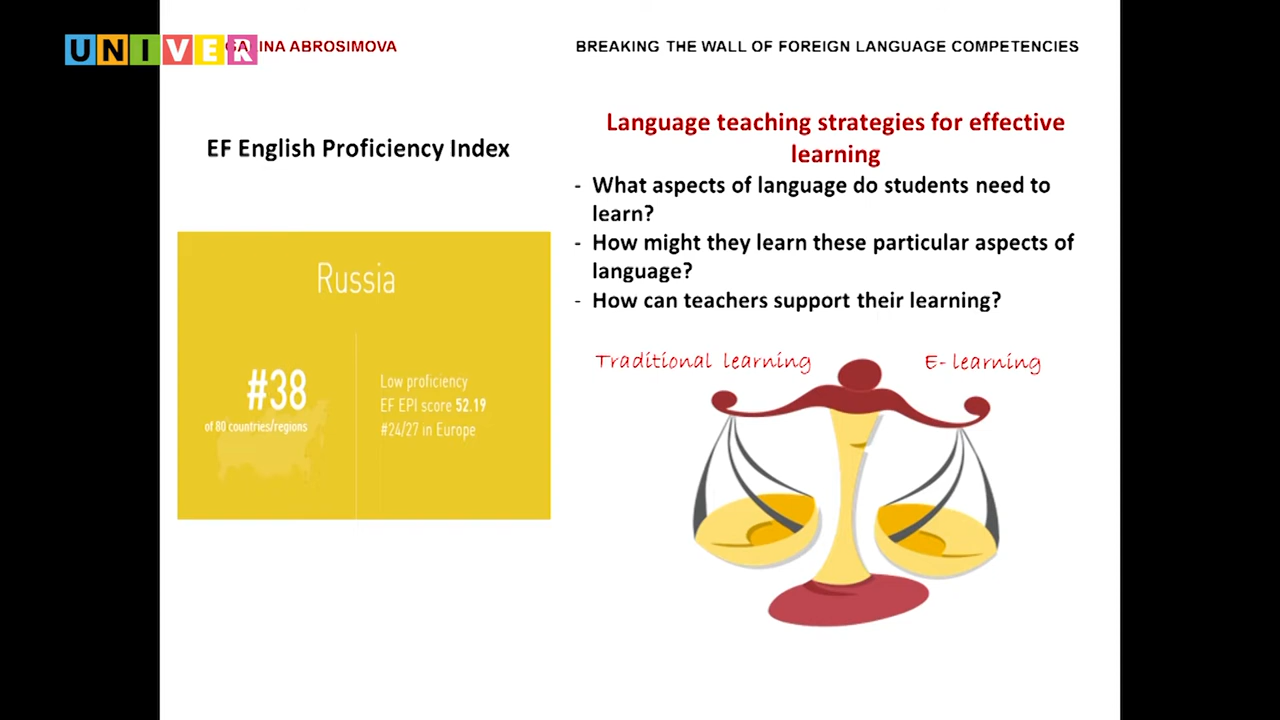 UNIVER
GALINA ABROSIMOVA
BREAKING THE WALL OF FOREIGN LANGUAGE COMPETENCIES
EF English Proficiency Index
Russia
#38
of 80 countries/regions
Low proficiency
EF EPI score 52.19
#24/27 in Europe
Language teaching strategies for effective
learning
- What aspects of language do students need to
learn?
- How might they learn these particular aspects of
language?
- How can teachers support their learning?
Traditional learning
E- learning